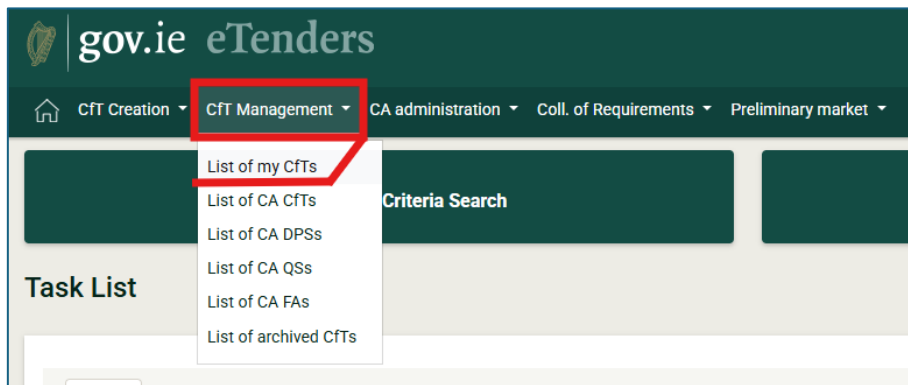 gov.ie eTenders
CfT Creation CfT Management CA administration Coll. of Requirements Preliminary market
List of my CfTs
List of CA CfTs
Criteria Search
List of CA DPSs
List of CA QSs
Task List
List of CA FAs
List of archived CfTs